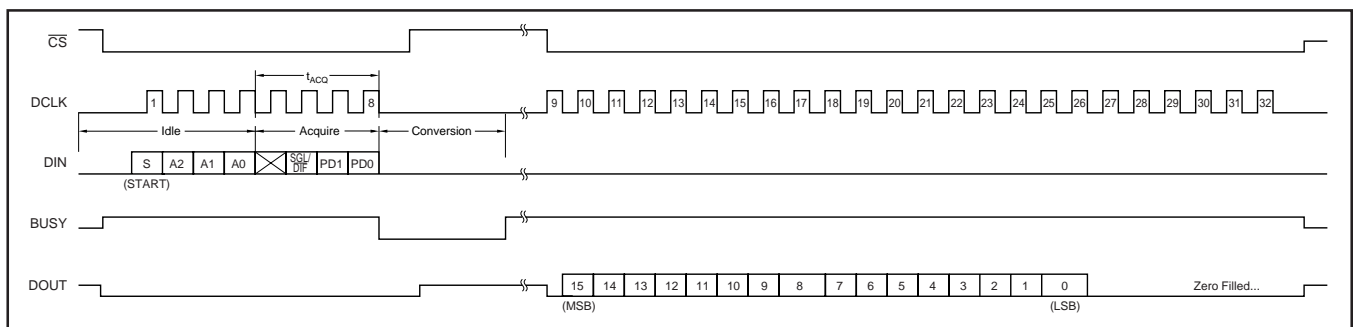 CS
tACQ
DCLK 1 8 9 10 11 12 13 14 15 16 17 18 19 20 21 22 23 24 25 26 27 28 29 30 31 32
Idle Acquire Conversion
DIN S A2 A1 A0 SGL/DIF PD1 PD0
(START)
BUSY
DOUT 15 14 13 12 11 10 9 8 7 6 5 4 3 2 1 0 Zero Filled...
(MSB) (LSB)